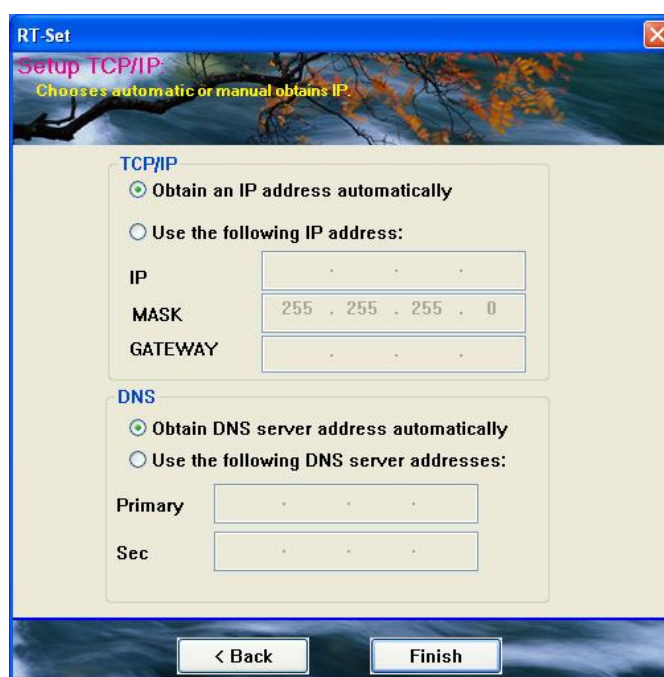 RT-Set
Setup TCP/IP
Chooses automatic or manual obtains IP.
TCP/IP
Obtain an IP address automatically
Use the following IP address:
IP . . .
MASK 255 . 255 . 255 . 0
GATEWAY . . .
DNS
Obtain DNS server address automatically
Use the following DNS server addresses:
Primary . . .
Sec . . .
< Back Finish